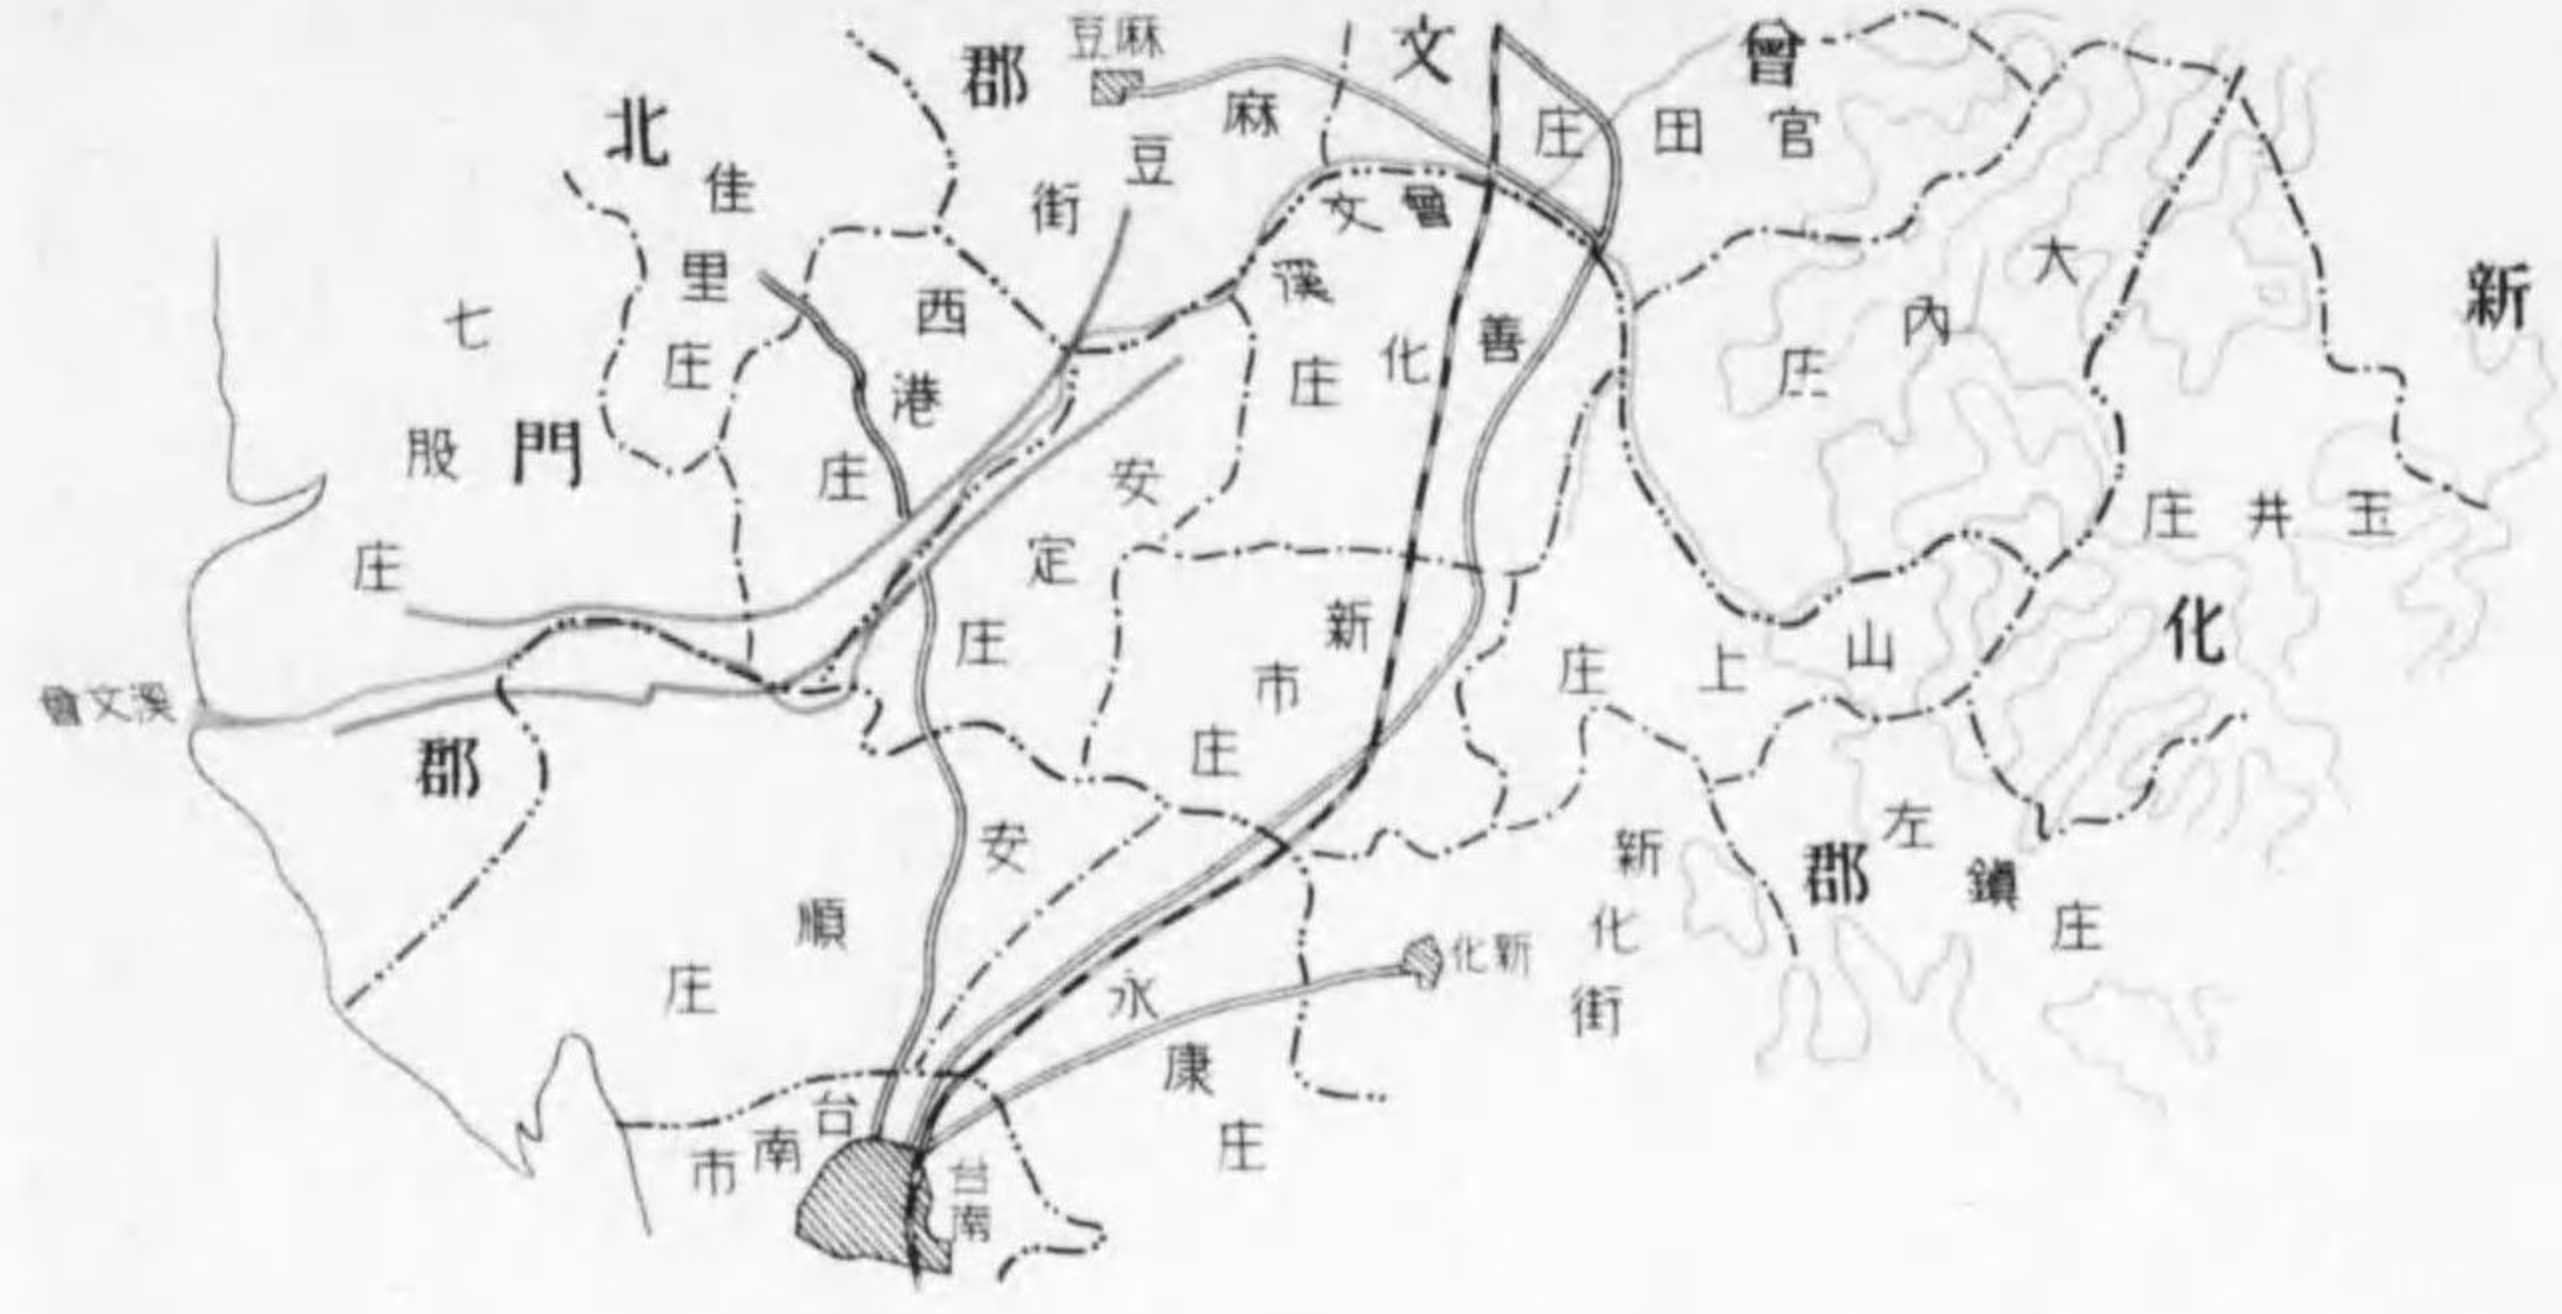 北門郡
曾文郡
新化郡
麻豆
麻豆街
官田庄
佳里庄
西港庄
七股庄
曾文溪
善化庄
大內庄
玉井庄
安定庄
新市庄
山上庄
曾文溪
安順庄
新化街
新化
左鎭庄
永康庄
台南市
台南